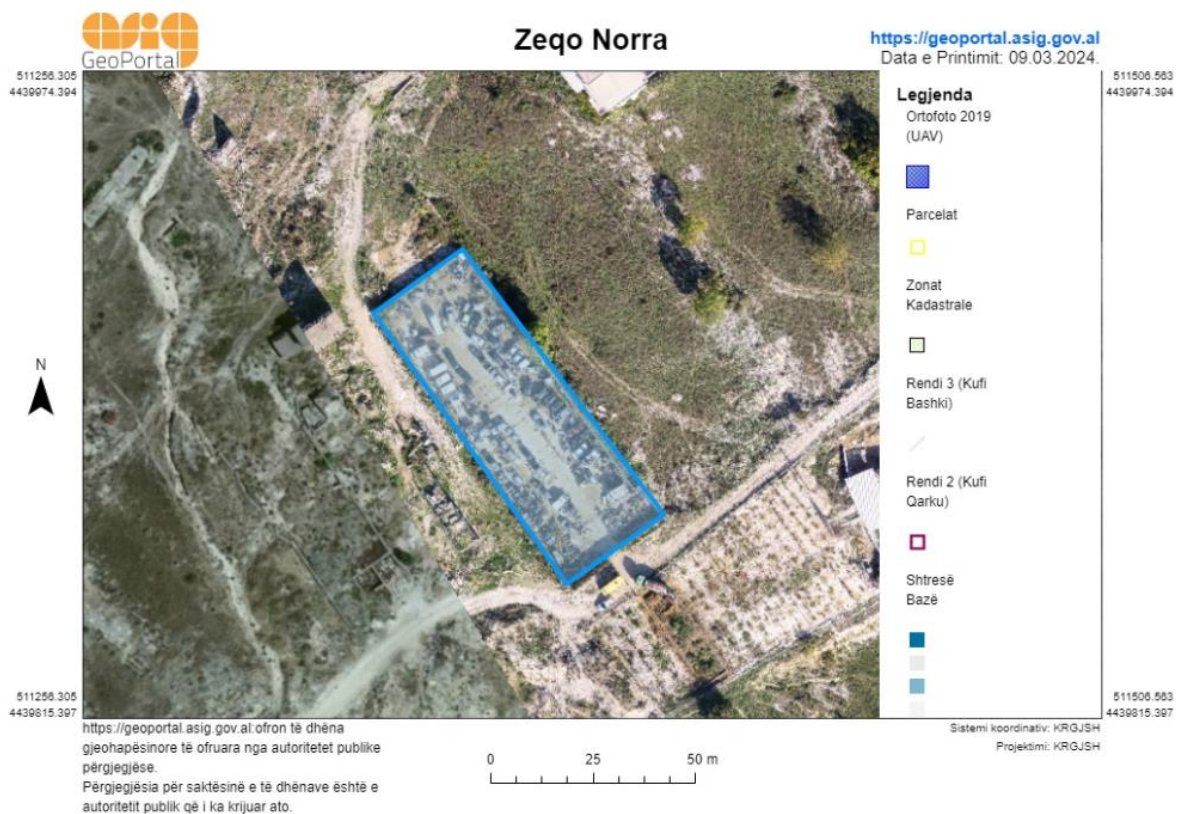 asig
GeoPortal
Zeqo Norra
https://geoportal.asig.gov.al
Data e Printimit: 09.03.2024.
511256.305
4439974.394
511506.563
4439974.394
Legjenda
Ortofoto 2019
(UAV)
Parcelat
Zonat
Kadastrale
Rendi 3 (Kufi
Bashki)
Rendi 2 (Kufi
Qarku)
Shtresë
Bazë
N
511256.305
4439815.397
511506.563
4439815.397
https://geoportal.asig.gov.al:ofron të dhëna
gjeohapësinore të ofruara nga autoritetet publike
përgjegjëse.
Përgjegjësia për saktësinë e të dhënave është e
autoritetit publik që i ka krijuar ato.
0 25 50 m
Sistemi koordinativ: KRGJSH
Projektimi: KRGJSH